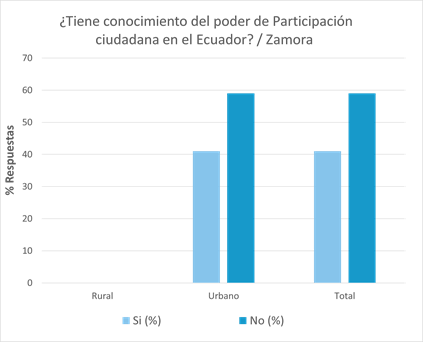 ¿Tiene conocimiento del poder de Participación
ciudadana en el Ecuador? / Zamora
% Respuestas
70
60
50
40
30
20
10
0
Rural
Urbano
Total
Si (%)
No (%)